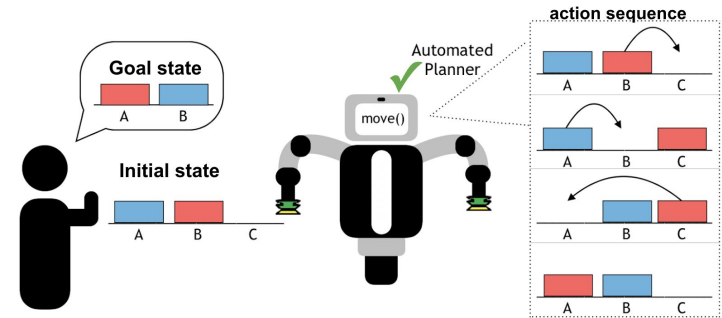 Goal state
A B
Initial state
A B C
Automated
Planner
move()
action sequence
A B C
A B C
A B C
A B C